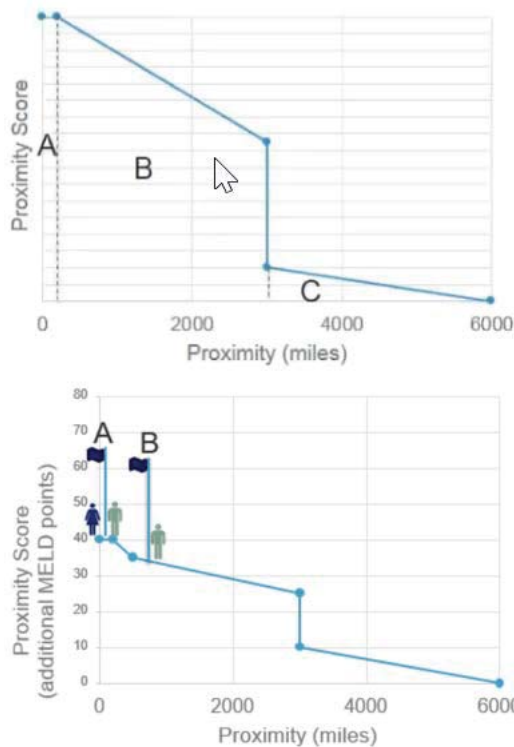 Proximity Score
A
B
C
0
2000
4000
6000
Proximity (miles)
80
70
60
50
40
30
20
10
0
Proximity Score
(additional MELD points)
A
B
0
2000
4000
6000
Proximity (miles)